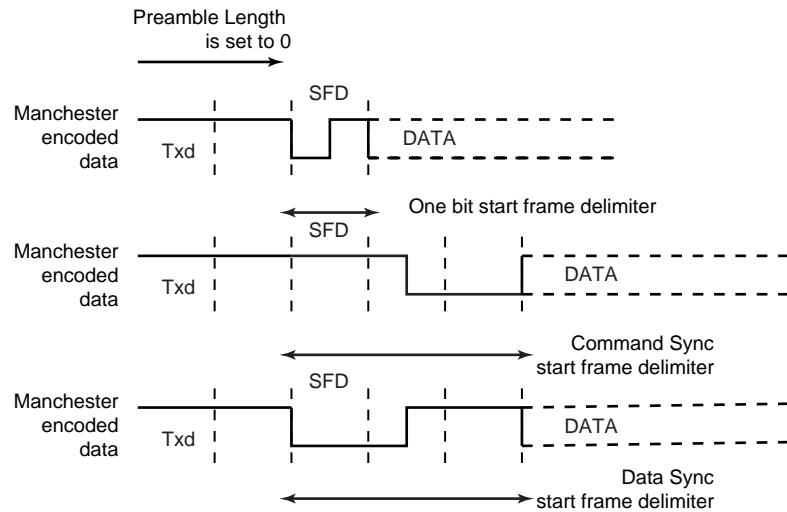 Preamble Length
is set to 0
SFD
Manchester
encoded
data
Txd
DATA
One bit start frame delimiter
SFD
Manchester
encoded
data
Txd
DATA
Command Sync
start frame delimiter
SFD
Manchester
encoded
data
Txd
DATA
Data Sync
start frame delimiter